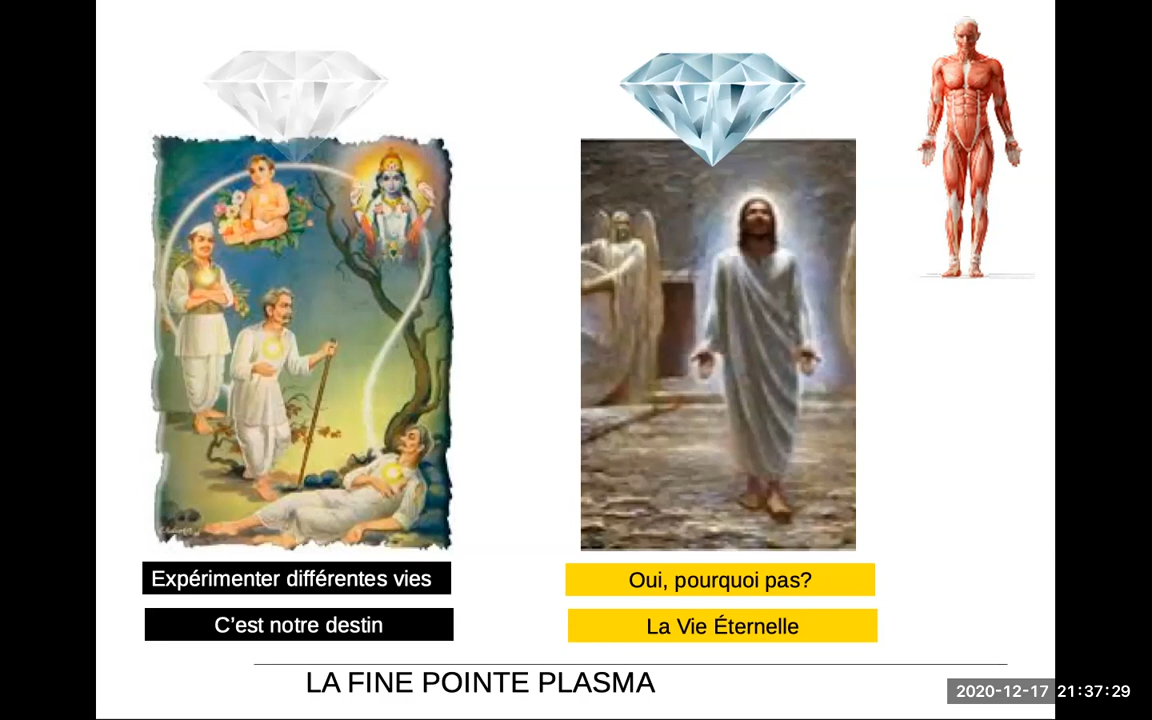 Expérimenter différentes vies
C'est notre destin
Oui, pourquoi pas?
La Vie Éternelle
LA FINE POINTE PLASMA
2020-12-17 21:37:29